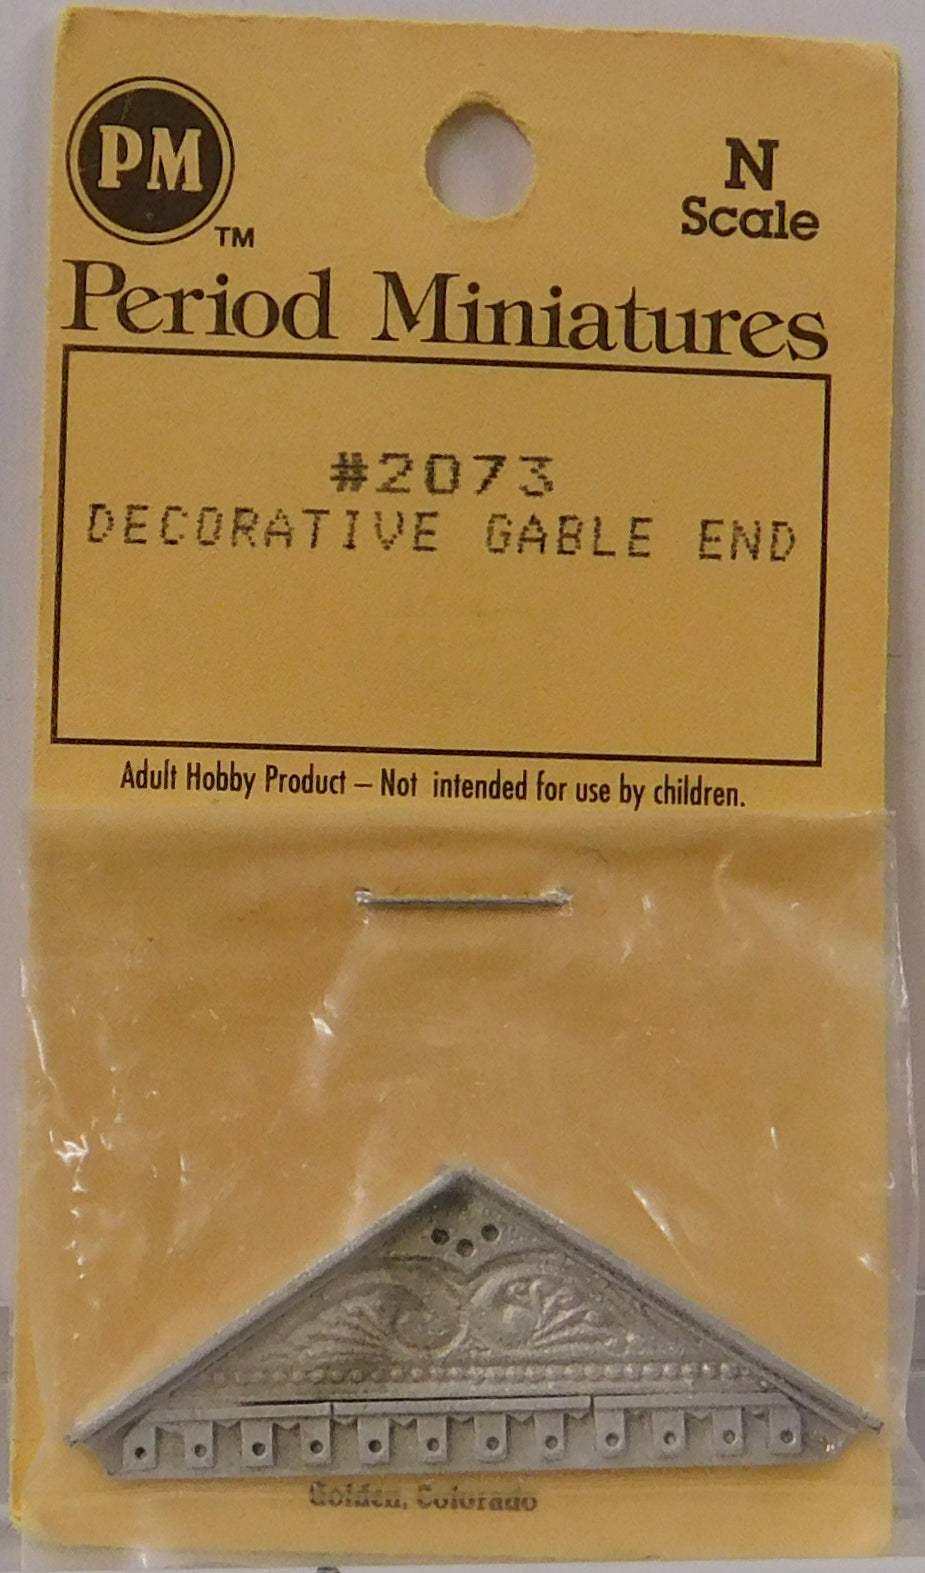 PM
TM
N
Scale
Period Miniatures
#2073
DECORATIVE GABLE END
Adult Hobby Product – Not intended for use by children.
Golden, Colorado